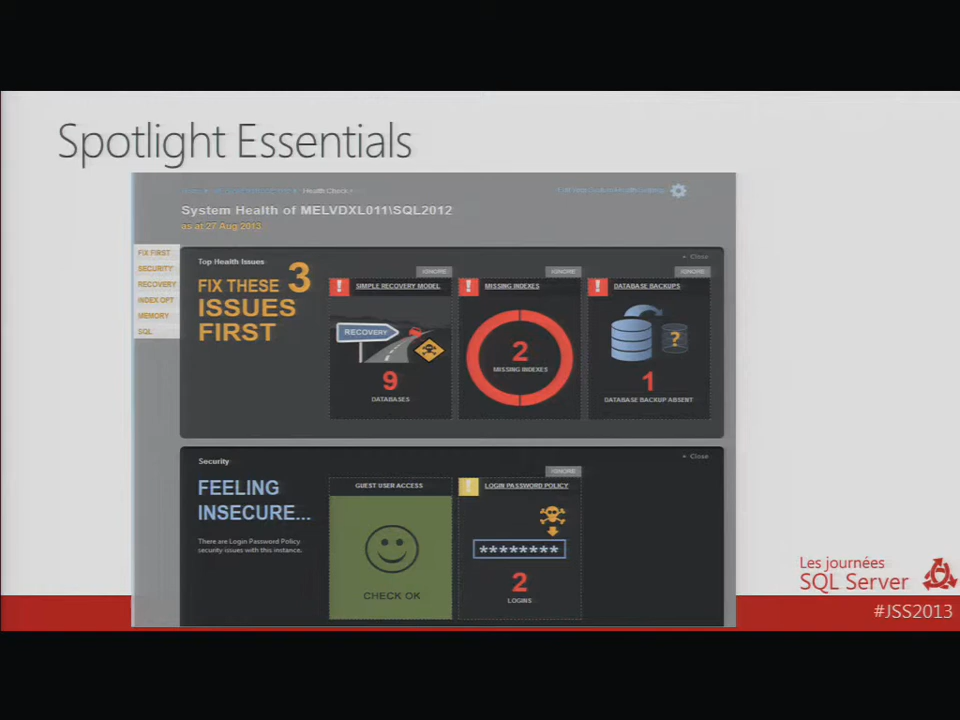 Spotlight Essentials
Health Check
System Health of MELVDXL011\SQL2012
as at 27 Aug 2013
FIX FIRST
SECURITY
RECOVERY
INDEX OPT
MEMORY
SQL
Top Health Issues
Close
FIX THESE 3
ISSUES
FIRST
IGNORE
SIMPLE RECOVERY MODEL
RECOVERY
9
DATABASES
IGNORE
MISSING INDEXES
2
MISSING INDEXES
IGNORE
DATABASE BACKUPS
?
1
DATABASE BACKUP ABSENT
Security
Close
FEELING
INSECURE...
There are Login Password Policy
security issues with this instance.
GUEST USER ACCESS
CHECK OK
IGNORE
LOGIN PASSWORD POLICY
********
2
LOGINS
Les journées
SQL Server
#JSS2013